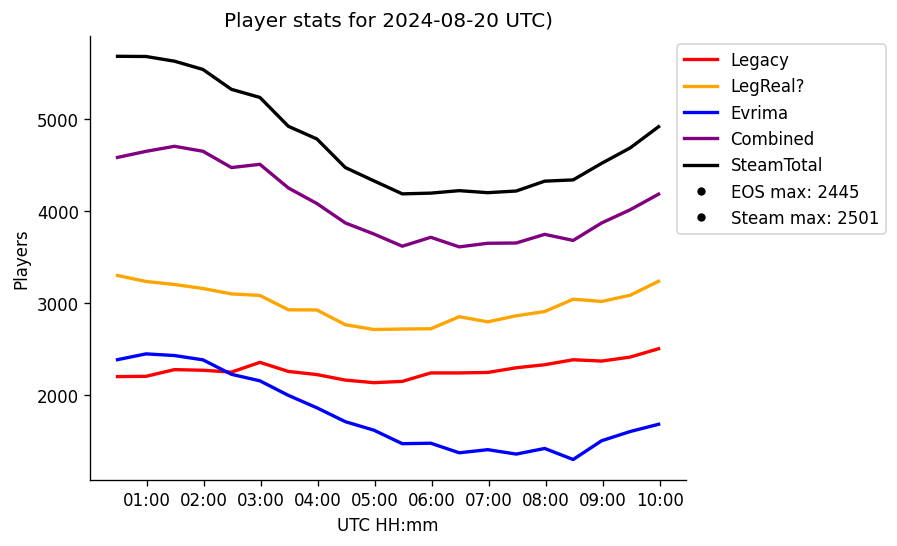 Player stats for 2024-08-20 UTC)
Legacy
LegReal?
Evrima
Combined
SteamTotal
EOS max: 2445
Steam max: 2501
5000
4000
3000
2000
Players
01:00 02:00 03:00 04:00 05:00 06:00 07:00 08:00 09:00 10:00
UTC HH:mm